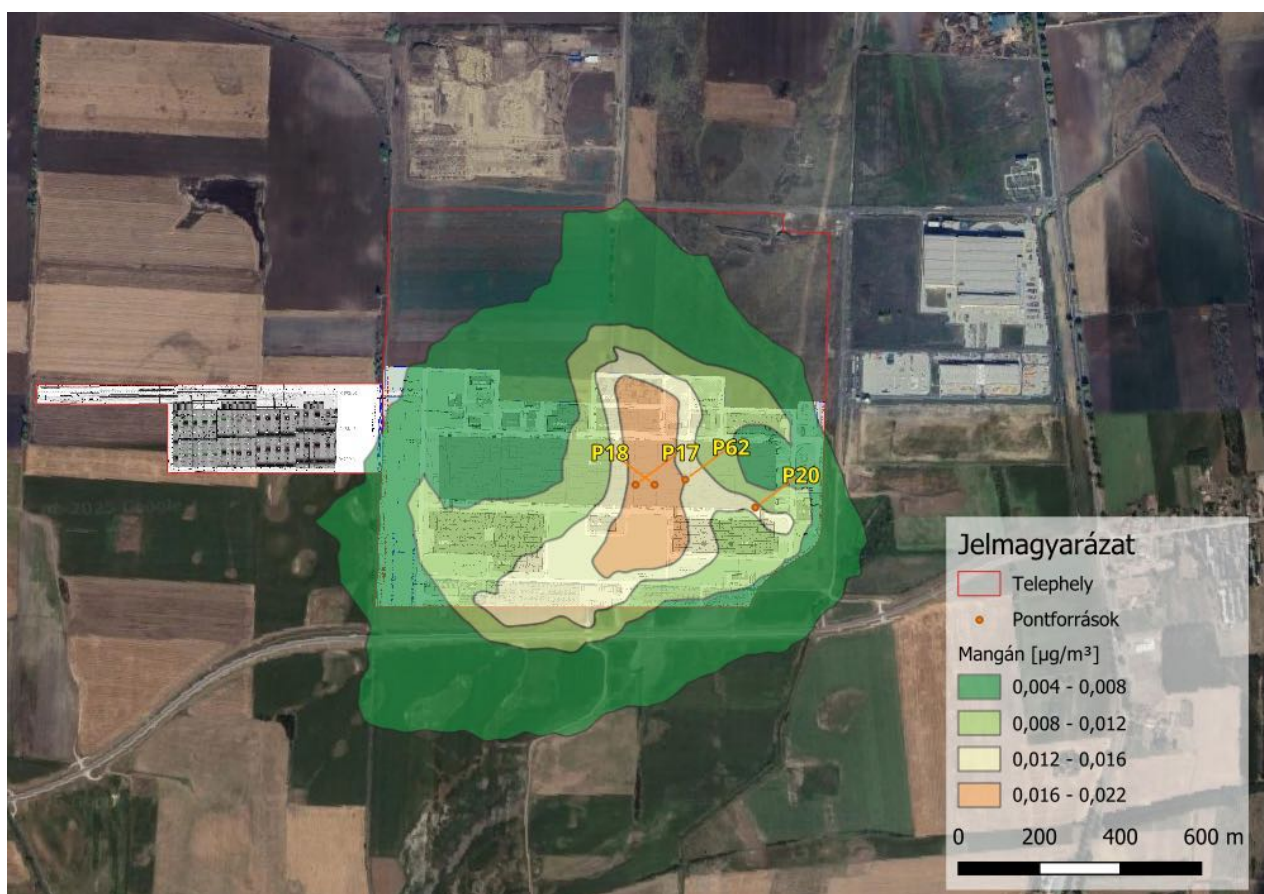 P18
P17
P62
P20
Jelmagyarázat
Telephely
Pontforrások
Mangán [µg/m³]
0,004 - 0,008
0,008 - 0,012
0,012 - 0,016
0,016 - 0,022
0 200 400 600 m